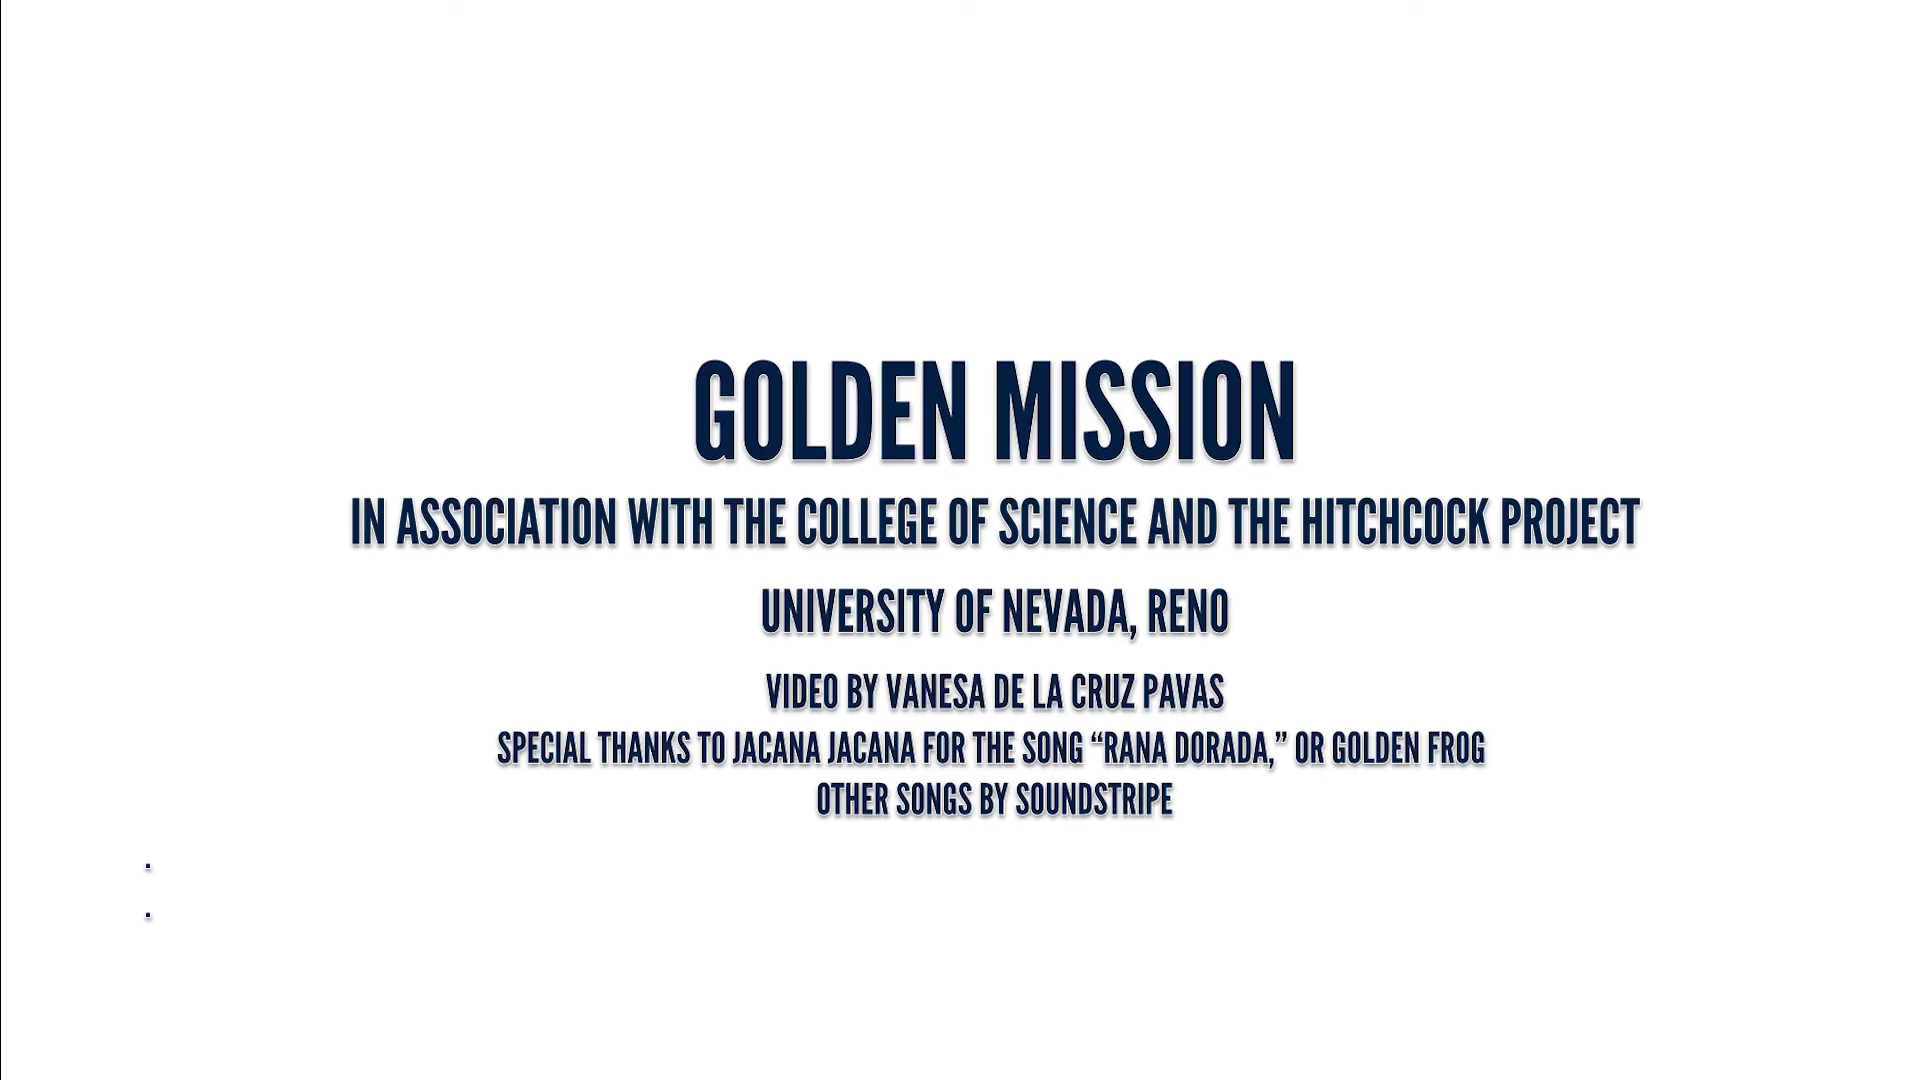 GOLDEN MISSION
IN ASSOCIATION WITH THE COLLEGE OF SCIENCE AND THE HITCHCOCK PROJECT
UNIVERSITY OF NEVADA, RENO
VIDEO BY VANESA DE LA CRUZ PAVAS
SPECIAL THANKS TO JACANA JACANA FOR THE SONG “RANA DORADA,” OR GOLDEN FROG
OTHER SONGS BY SOUNDSTRIPE
.
.